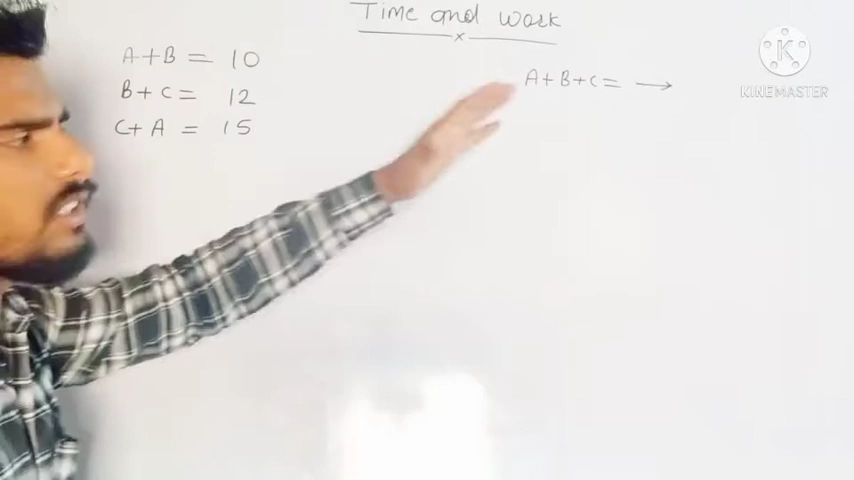 Time and work
x
A+B = 10
B+C = 12
C+A = 15
A+B+C= →
K
KINEMASTER